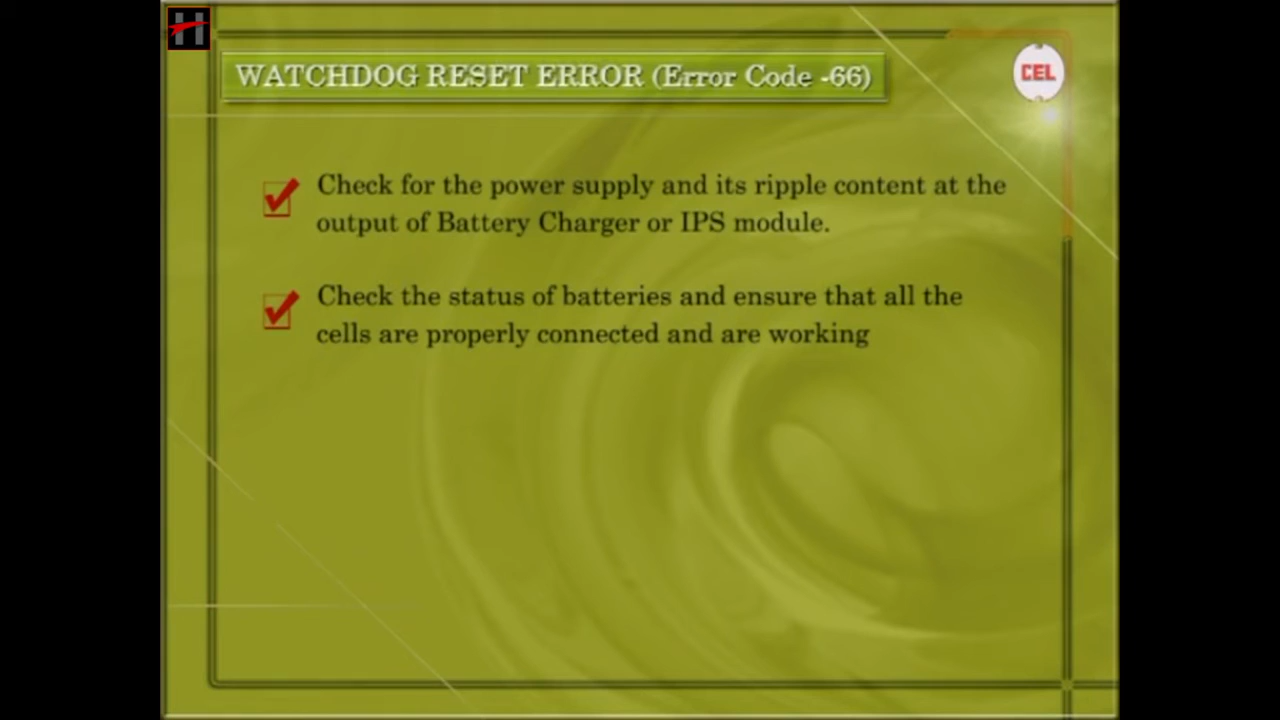 H
WATCHDOG RESET ERROR (Error Code -66)
CEL
Check for the power supply and its ripple content at the
output of Battery Charger or IPS module.
Check the status of batteries and ensure that all the
cells are properly connected and are working